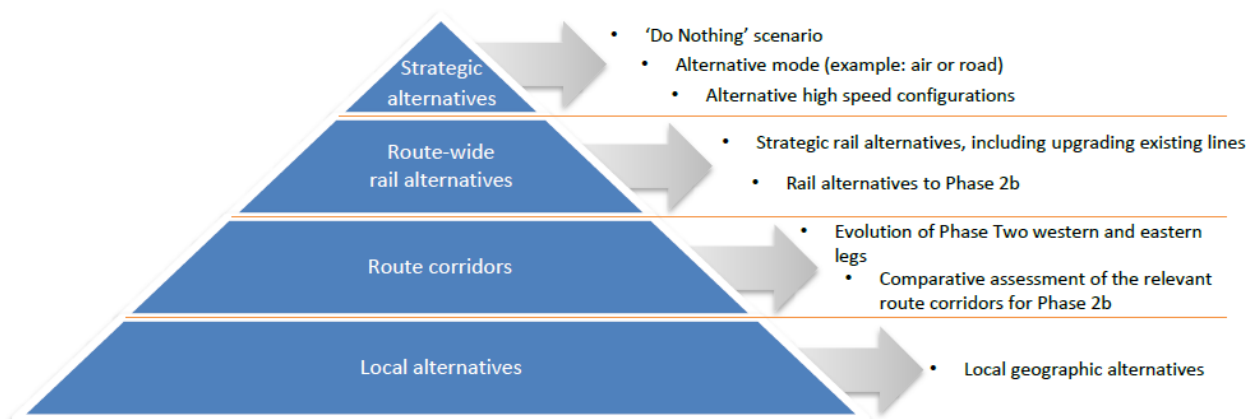 Strategic
alternatives
• ‘Do Nothing’ scenario
• Alternative mode (example: air or road)
• Alternative high speed configurations
Route-wide
rail alternatives
• Strategic rail alternatives, including upgrading existing lines
• Rail alternatives to Phase 2b
Route corridors
• Evolution of Phase Two western and eastern
legs
• Comparative assessment of the relevant
route corridors for Phase 2b
Local alternatives
• Local geographic alternatives